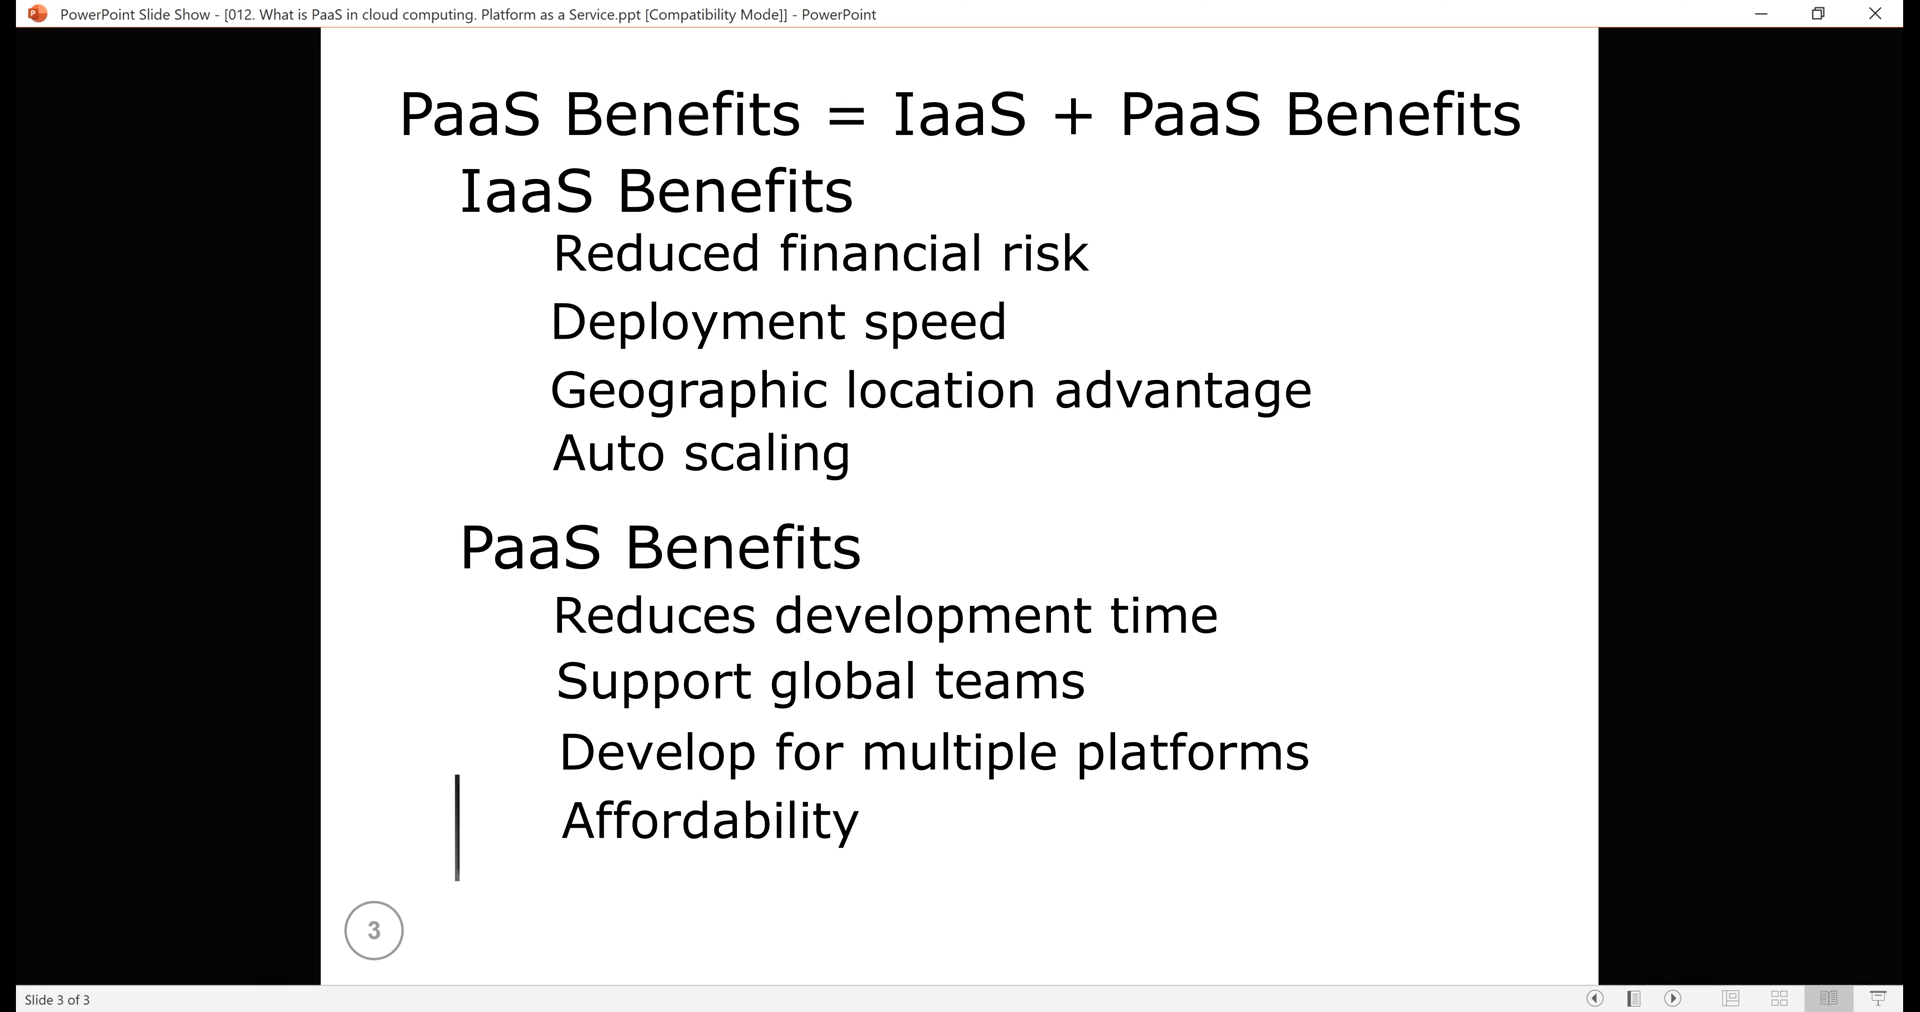 PowerPoint Slide Show - [012. What is PaaS in cloud computing. Platform as a Service.ppt [Compatibility Mode]] - PowerPoint
PaaS Benefits = IaaS + PaaS Benefits
IaaS Benefits
Reduced financial risk
Deployment speed
Geographic location advantage
Auto scaling
PaaS Benefits
Reduces development time
Support global teams
Develop for multiple platforms
Affordability
3
Slide 3 of 3